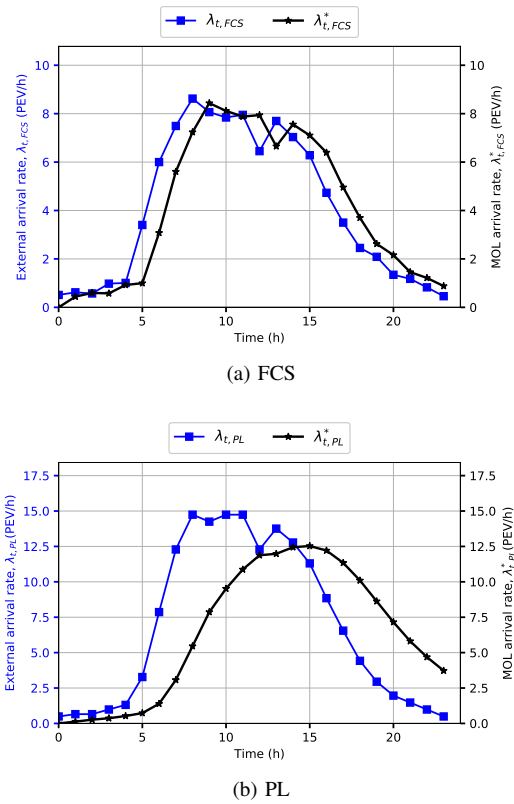 λt,FCS λ*t,FCS
External arrival rate, λt,FCS (PEV/h)
10
8
6
4
2
0
10
8
6
4
2
0
MOL arrival rate, λ*t,FCS (PEV/h)
0 5 10 15 20
Time (h)
(a) FCS
λt,PL λ*t,PL
External arrival rate, λt,PL(PEV/h)
17.5
15.0
12.5
10.0
7.5
5.0
2.5
0.0
17.5
15.0
12.5
10.0
7.5
5.0
2.5
0.0
MOL arrival rate, λ*t,PL (PEV/h)
0 5 10 15 20
Time (h)
(b) PL